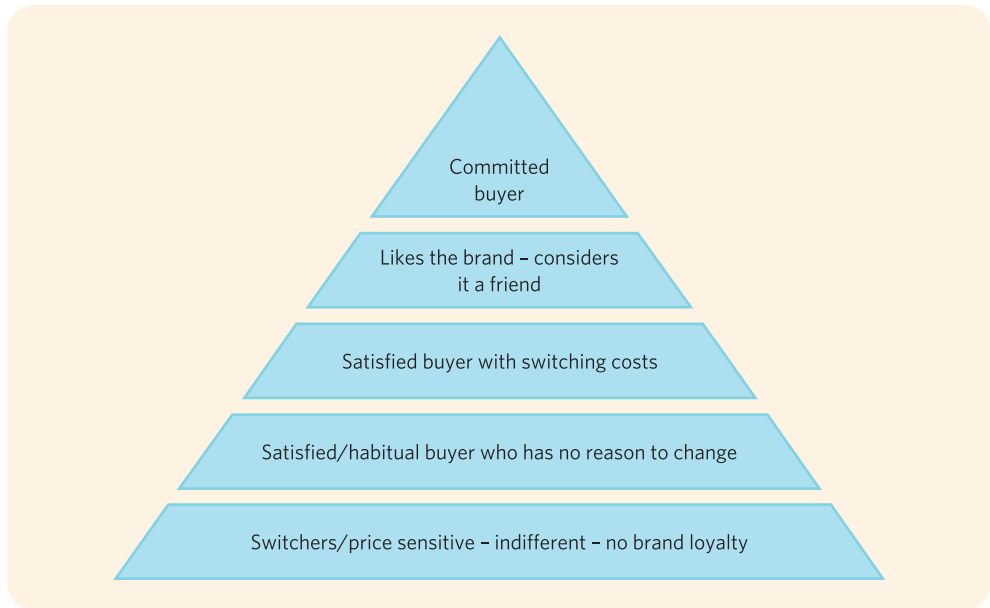 Committed
buyer
Likes the brand – considers
it a friend
Satisfied buyer with switching costs
Satisfied/habitual buyer who has no reason to change
Switchers/price sensitive – indifferent – no brand loyalty